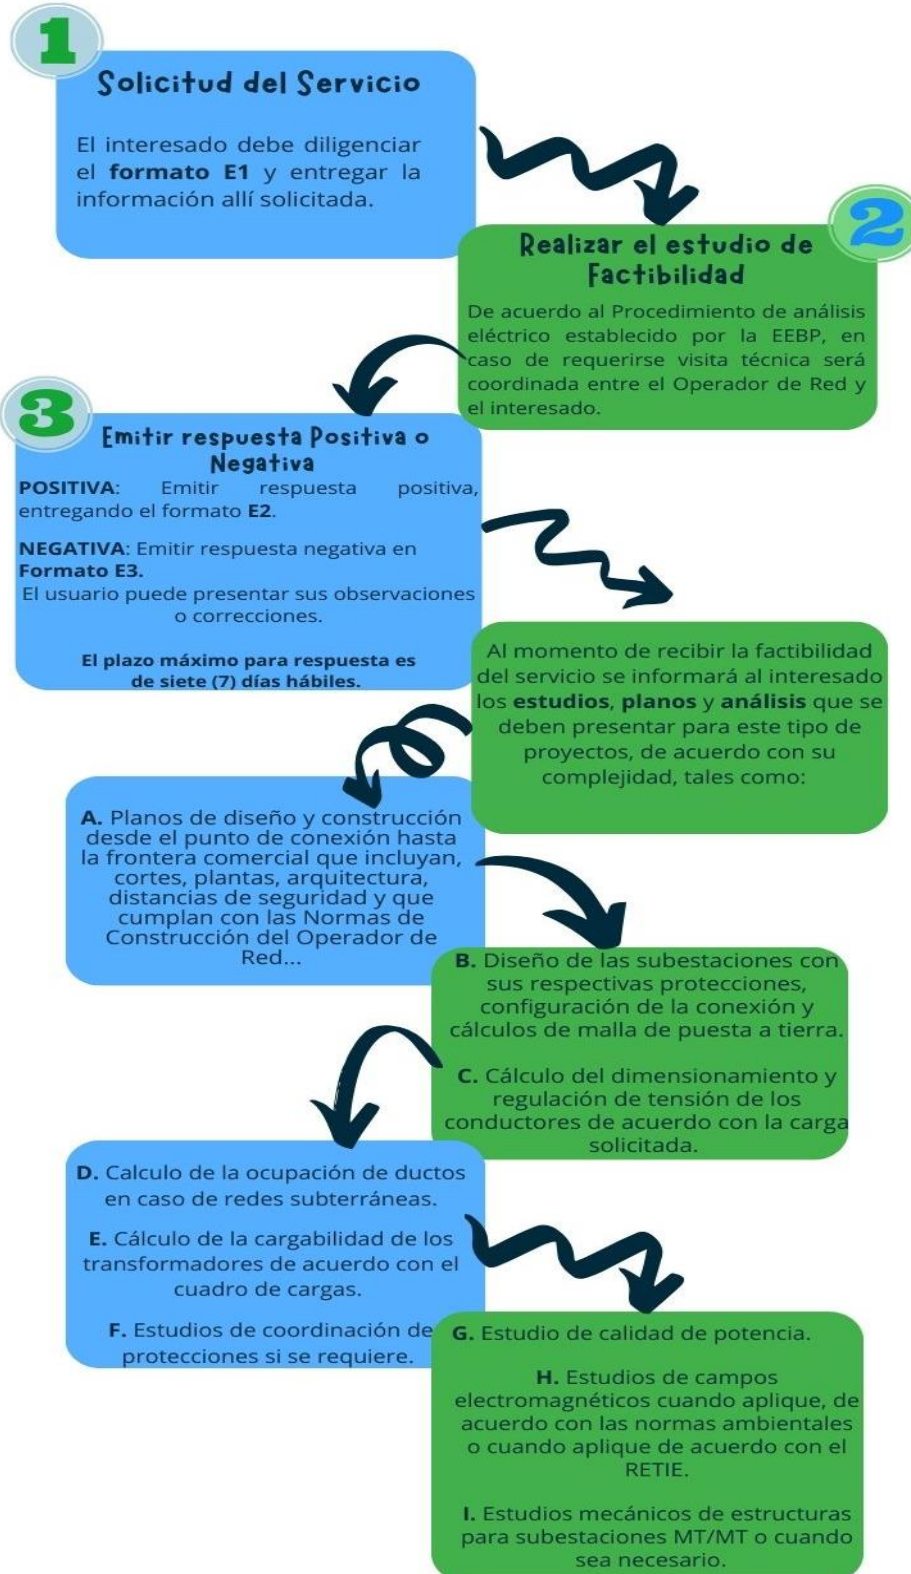 1
Solicitud del Servicio
El interesado debe diligenciar
el formato E1 y entregar la
información allí solicitada.
2
Realizar el estudio de
Factibilidad
De acuerdo al Procedimiento de análisis
eléctrico establecido por la EEBP, en
caso de requerirse visita técnica será
coordinada entre el Operador de Red y
el interesado.
3
Emitir respuesta Positiva o
Negativa
POSITIVA: Emitir respuesta positiva,
entregando el formato E2.
NEGATIVA: Emitir respuesta negativa en
Formato E3.
El usuario puede presentar sus observaciones
o correcciones.
El plazo máximo para respuesta es
de siete (7) días hábiles.
Al momento de recibir la factibilidad
del servicio se informará al interesado
los estudios, planos y análisis que se
deben presentar para este tipo de
proyectos, de acuerdo con su
complejidad, tales como:
A. Planos de diseño y construcción
desde el punto de conexión hasta
la frontera comercial que incluyan,
cortes, plantas, arquitectura,
distancias de seguridad y que
cumplan con las Normas de
Construcción del Operador de
Red...
B. Diseño de las subestaciones con
sus respectivas protecciones,
configuración de la conexión y
cálculos de malla de puesta a tierra.
C. Cálculo del dimensionamiento y
regulación de tensión de los
conductores de acuerdo con la carga
solicitada.
D. Calculo de la ocupación de ductos
en caso de redes subterráneas.
E. Cálculo de la cargabilidad de los
transformadores de acuerdo con el
cuadro de cargas.
F. Estudios de coordinación de
protecciones si se requiere.
G. Estudio de calidad de potencia.
H. Estudios de campos
electromagnéticos cuando aplique, de
acuerdo con las normas ambientales
o cuando aplique de acuerdo con el
RETIE.
I. Estudios mecánicos de estructuras
para subestaciones MT/MT o cuando
sea necesario.